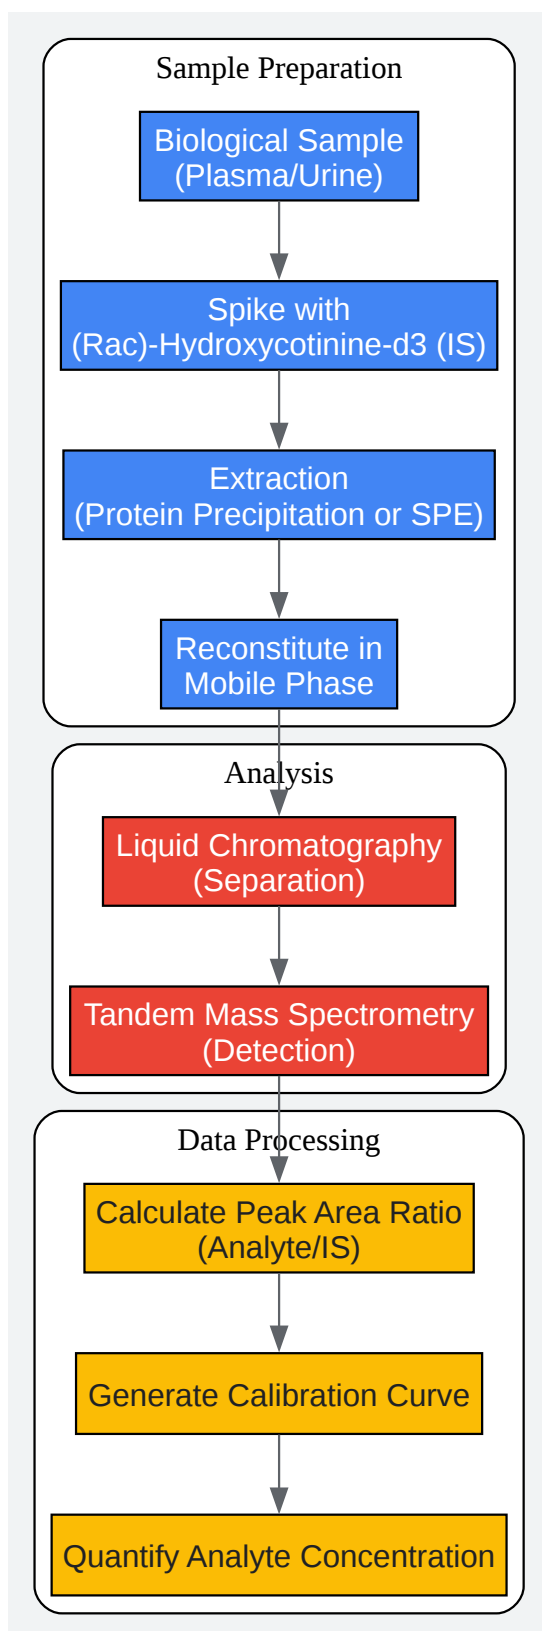 Sample Preparation
Biological Sample
(Plasma/Urine)
Spike with
(Rac)-Hydroxycotinine-d3 (IS)
Extraction
(Protein Precipitation or SPE)
Reconstitute in
Mobile Phase
Analysis
Liquid Chromatography
(Separation)
Tandem Mass Spectrometry
(Detection)
Data Processing
Calculate Peak Area Ratio
(Analyte/IS)
Generate Calibration Curve
Quantify Analyte Concentration